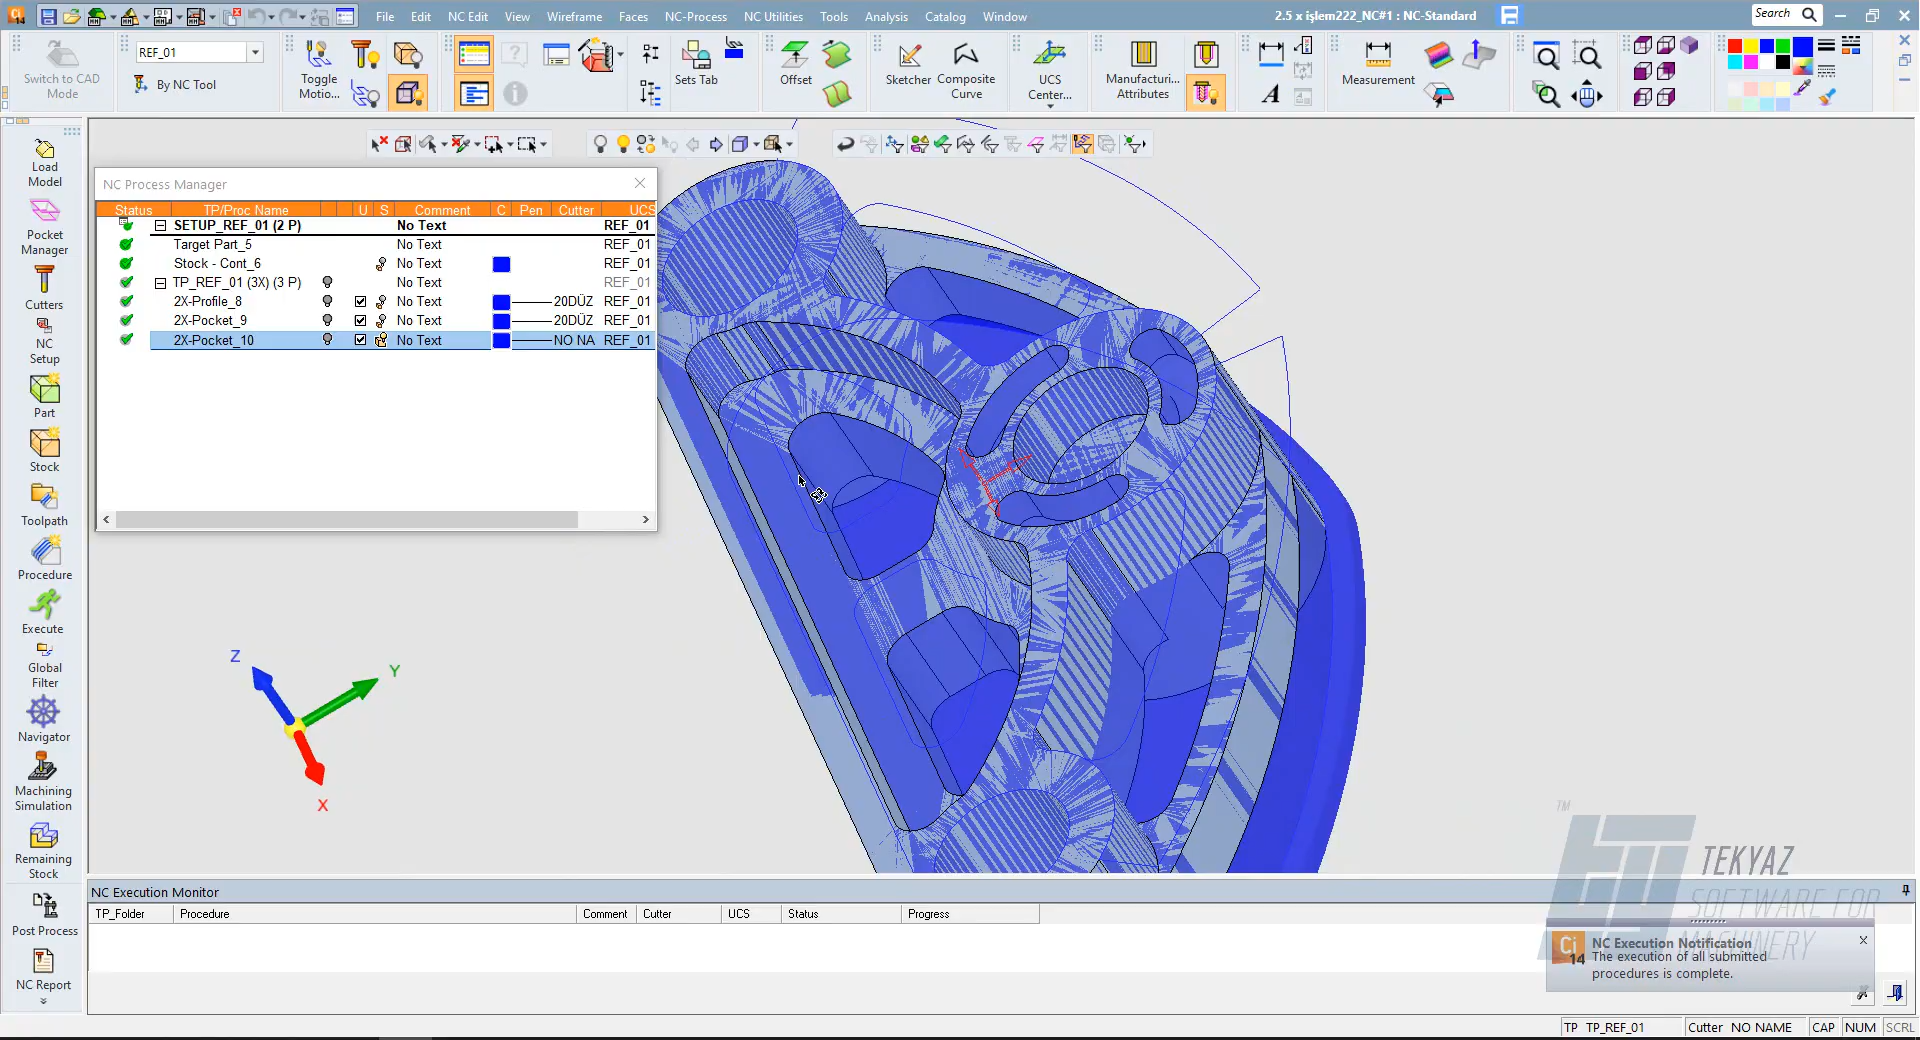 File Edit NC Edit View Wireframe Faces NC-Process NC Utilities Tools Analysis Catalog Window
2.5 x işlem222_NC#1 : NC-Standard
Search
Switch to CAD Mode
REF_01
By NC Tool
Toggle Motio...
Sets Tab
Offset
Sketcher
Composite Curve
UCS Center...
Manufacturi... Attributes
Measurement
Load Model
Pocket Manager
Cutters
NC Setup
Part
Stock
Toolpath
Procedure
Execute
Global Filter
Navigator
Machining Simulation
Remaining Stock
Post Process
NC Report
NC Process Manager
Status TP/Proc Name U S Comment C Pen Cutter UCS
SETUP_REF_01 (2 P) No Text REF_01
Target Part_5 No Text REF_01
Stock - Cont_6 No Text REF_01
TP_REF_01 (3X) (3 P) No Text REF_01
2X-Profile_8 No Text 20DÜZ REF_01
2X-Pocket_9 No Text 20DÜZ REF_01
2X-Pocket_10 No Text NO NA REF_01
Z
Y
X
TM
TEKYAZ
SOFTWARE FOR
MACHINERY
NC Execution Monitor
TP_Folder Procedure Comment Cutter UCS Status Progress
Ci 14
NC Execution Notification
The execution of all submitted
procedures is complete.
TP TP_REF_01 Cutter NO NAME CAP NUM SCRL